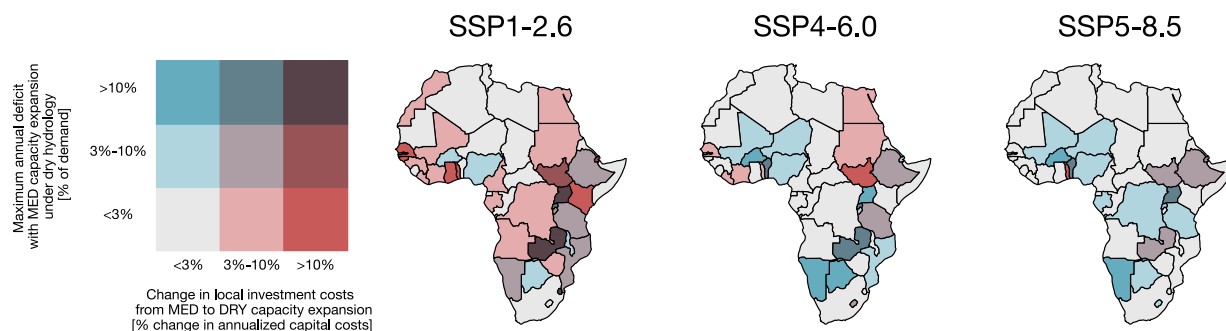 SSP1-2.6
SSP4-6.0
SSP5-8.5
Maximum annual deficit
with MED capacity expansion
under dry hydrology
[% of demand]
>10%
3%-10%
<3%
<3%
3%-10%
>10%
Change in local investment costs
from MED to DRY capacity expansion
[% change in annualized capital costs]